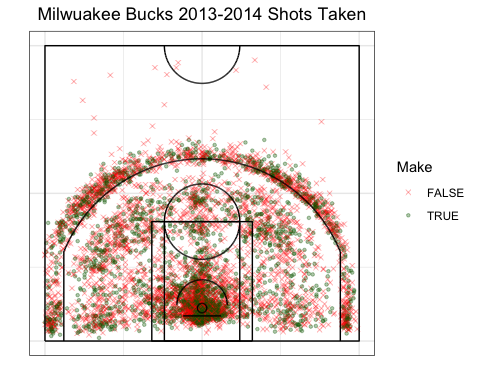 Milwuakee Bucks 2013-2014 Shots Taken
Make
FALSE
TRUE